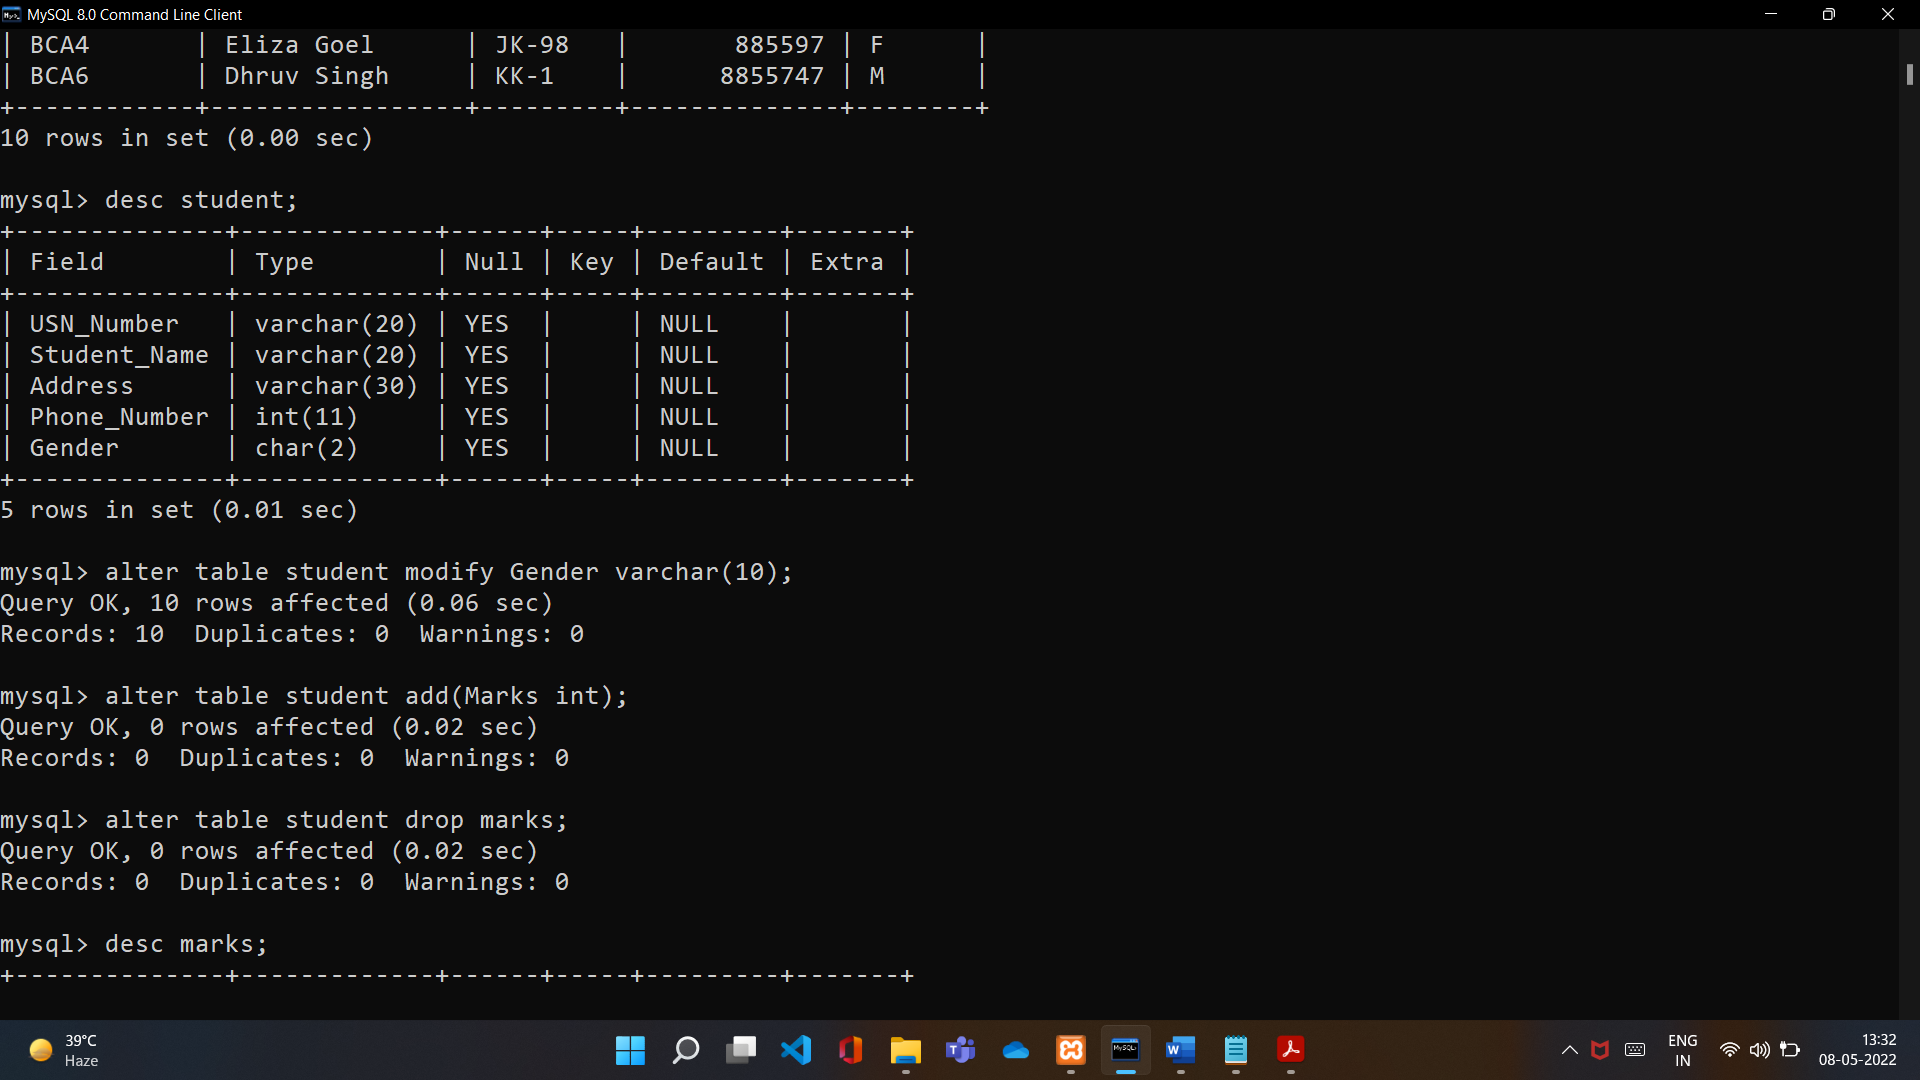 MySQL 8.0 Command Line Client
| BCA4       | Eliza Goel      | JK-98   |       885597 | F      |
| BCA6       | Dhruv Singh     | KK-1    |      8855747 | M      |
+------------+-----------------+---------+--------------+--------+
10 rows in set (0.00 sec)
mysql> desc student;
+--------------+-------------+------+-----+---------+-------+
| Field        | Type        | Null | Key | Default | Extra |
+--------------+-------------+------+-----+---------+-------+
| USN_Number   | varchar(20) | YES  |     | NULL    |       |
| Student_Name | varchar(20) | YES  |     | NULL    |       |
| Address      | varchar(30) | YES  |     | NULL    |       |
| Phone_Number | int(11)     | YES  |     | NULL    |       |
| Gender       | char(2)     | YES  |     | NULL    |       |
+--------------+-------------+------+-----+---------+-------+
5 rows in set (0.01 sec)
mysql> alter table student modify Gender varchar(10);
Query OK, 10 rows affected (0.06 sec)
Records: 10  Duplicates: 0  Warnings: 0
mysql> alter table student add(Marks int);
Query OK, 0 rows affected (0.02 sec)
Records: 0  Duplicates: 0  Warnings: 0
mysql> alter table student drop marks;
Query OK, 0 rows affected (0.02 sec)
Records: 0  Duplicates: 0  Warnings: 0
mysql> desc marks;
+--------------+-------------+------+-----+---------+-------+
39°C
Haze
MySQL
ENG
IN
13:32
08-05-2022